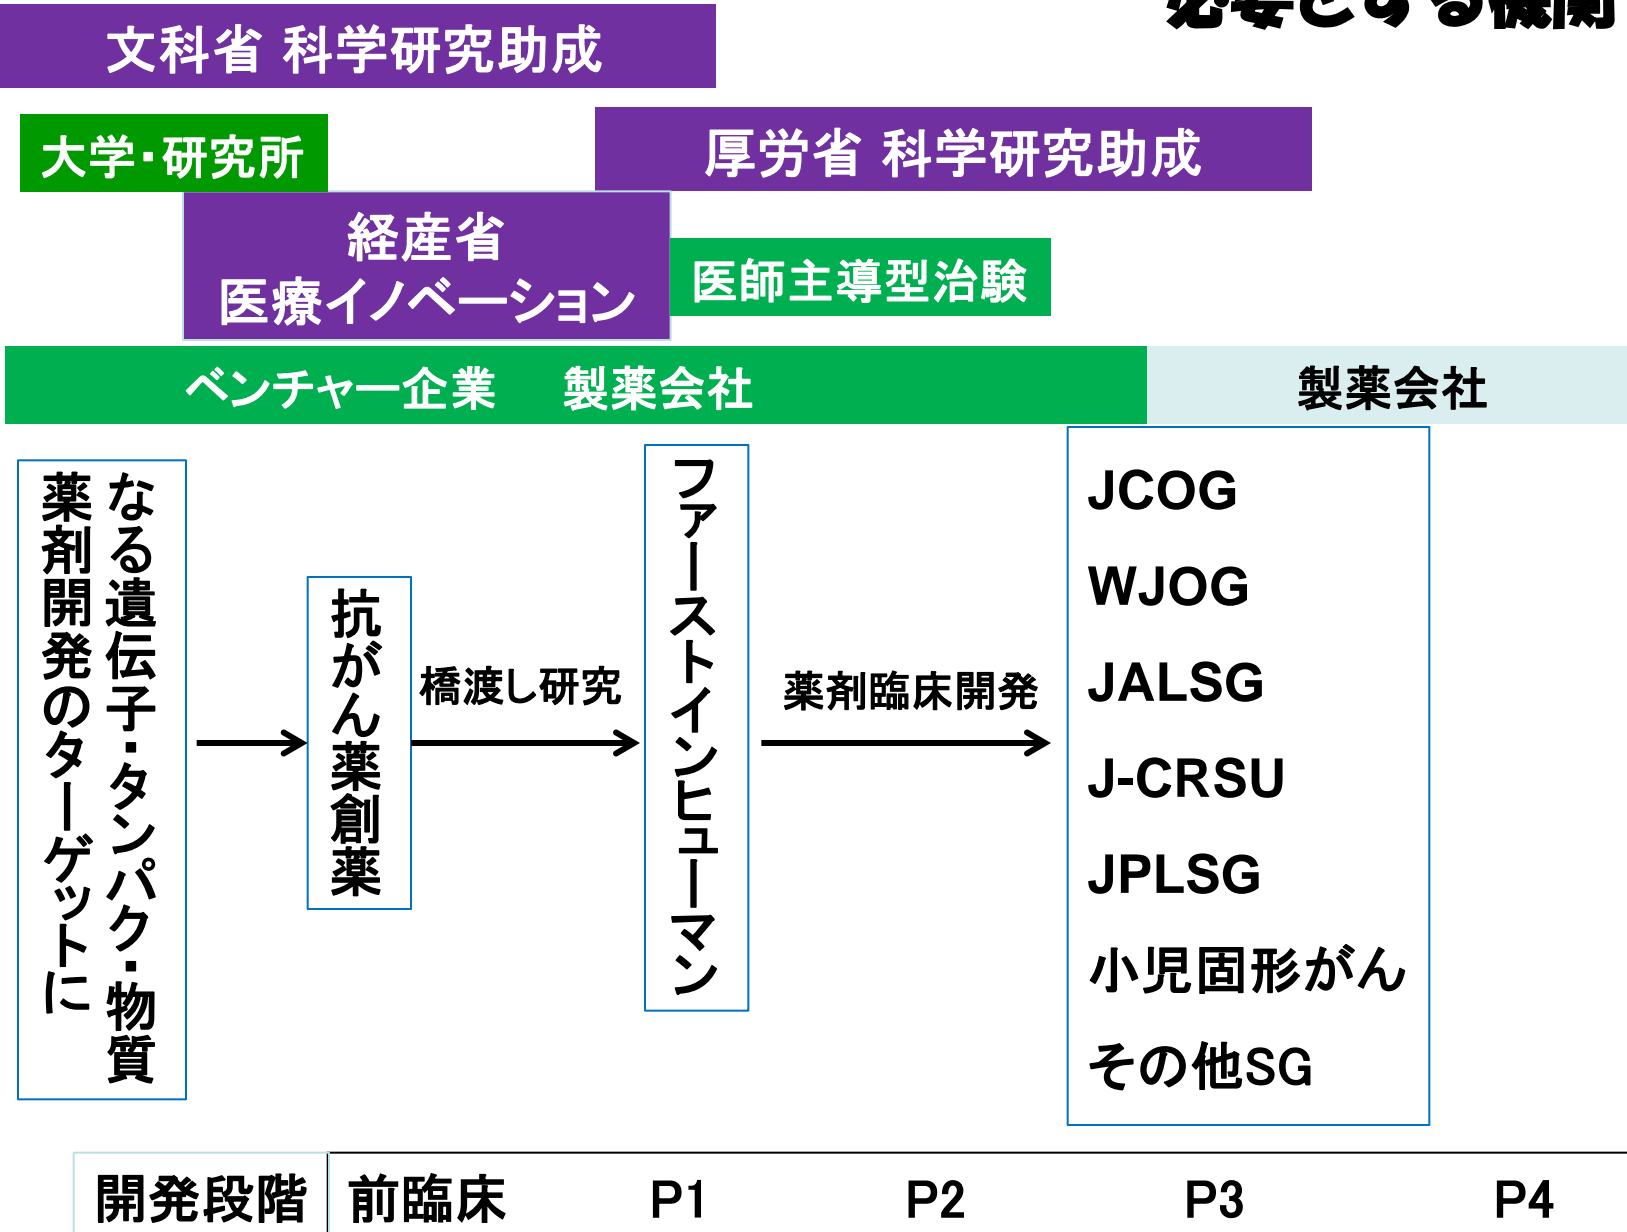 必要とする機関
文科省 科学研究助成
大学・研究所
厚労省 科学研究助成
経産省
医療イノベーション
医師主導型治験
ベンチャー企業 製薬会社
製薬会社
薬剤開発のターゲットに
なる遺伝子・タンパク・物質
抗がん薬創薬
橋渡し研究
ファーストインヒューマン
薬剤臨床開発
JCOG
WJOG
JALSG
J-CRSU
JPLSG
小児固形がん
その他SG
開発段階 前臨床 P1 P2 P3 P4